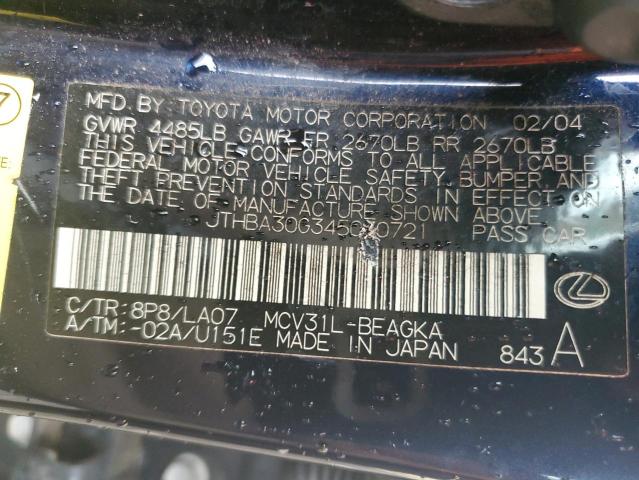 MFD. BY: TOYOTA MOTOR CORPORATION 02/04
GVWR 4485LB GAWR FR 2670LB RR 2670LB
THIS VEHICLE CONFORMS TO ALL APPLICABLE
FEDERAL MOTOR VEHICLE SAFETY, BUMPER, AND
THEFT PREVENTION STANDARDS IN EFFECT ON
THE DATE OF MANUFACTURE SHOWN ABOVE.
PASS CAR
C/TR: 8P8/LA07 MCV31L-BEAGKA
A/TM: -02A/U151E MADE IN JAPAN 843 A